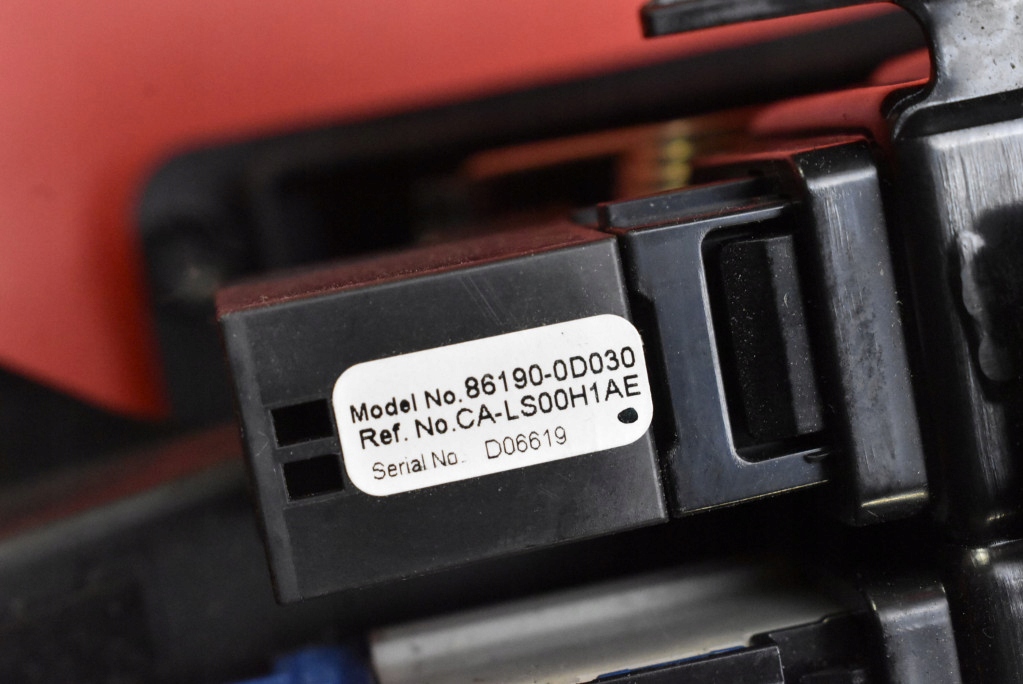 Model No. 86190-0D030
Ref. No. CA-LS00H1AE
Serial No. D06619